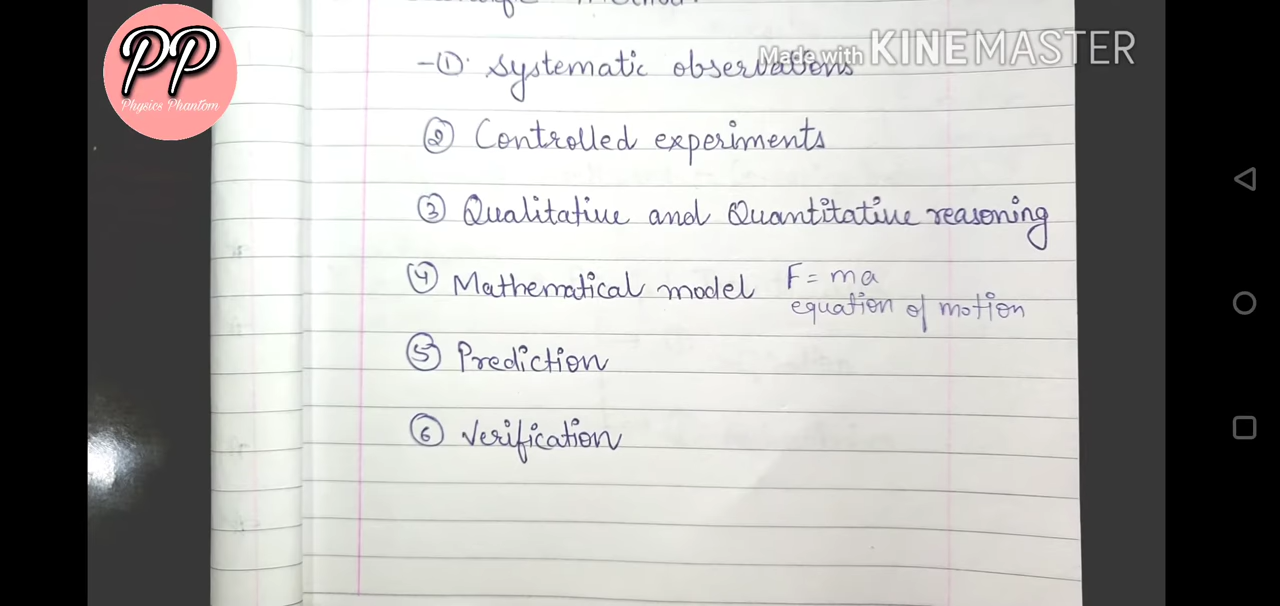 PP
Physics Phantom
Made with KINEMASTER
Method.
-① Systematic observations
② Controlled experiments
③ Qualitative and Quantitative reasoning
④ Mathematical model F = ma
equation of motion
⑤ Prediction
⑥ Verification